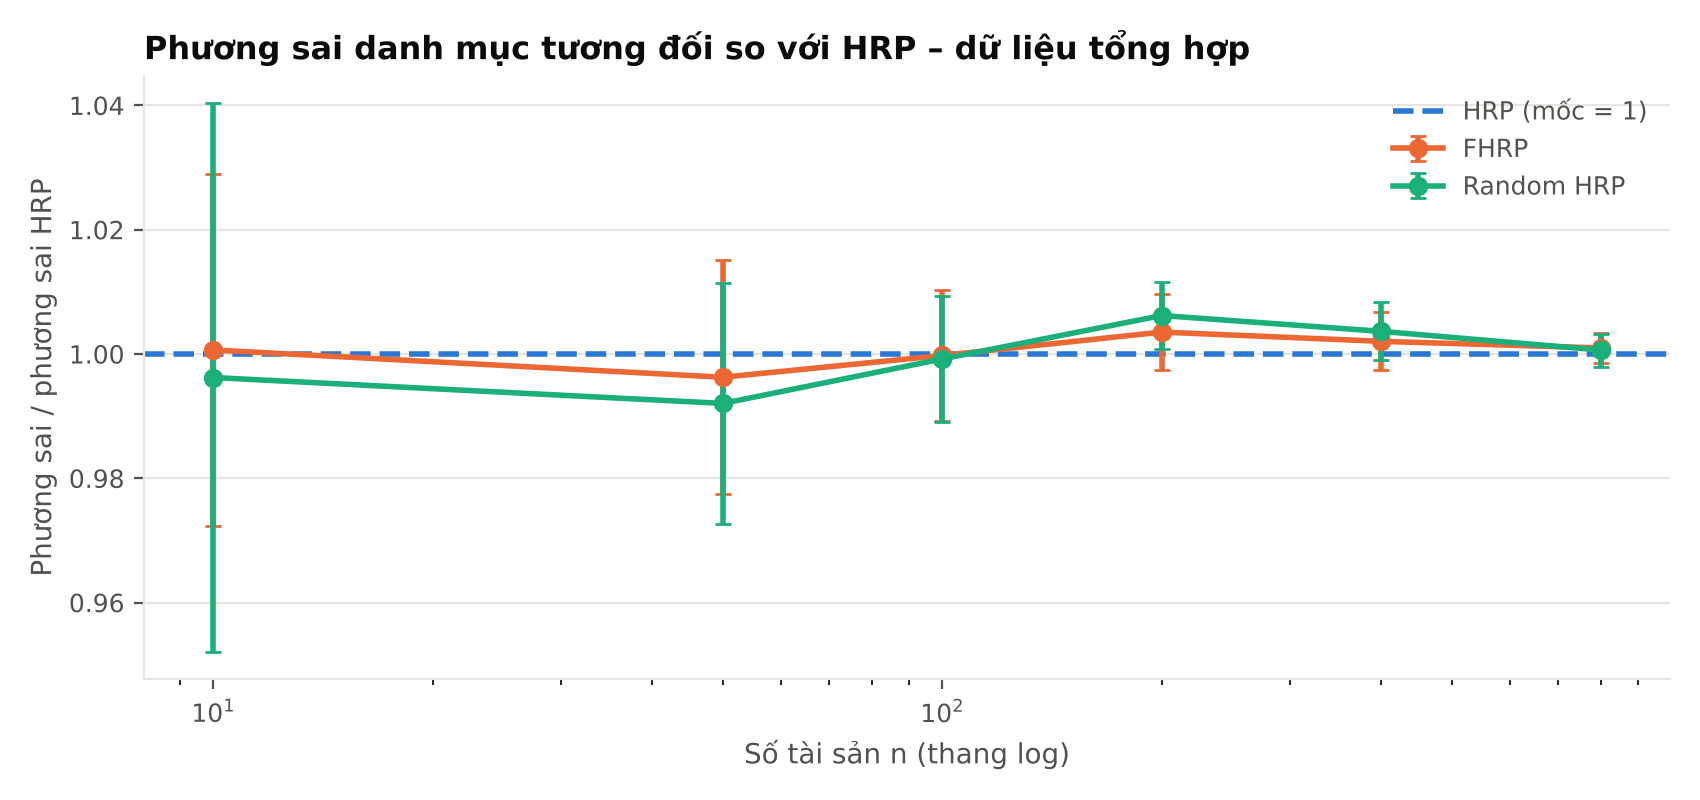 Phương sai danh mục tương đối so với HRP – dữ liệu tổng hợp
Phương sai / phương sai HRP
1.04
1.02
1.00
0.98
0.96
HRP (mốc = 1)
FHRP
Random HRP
10¹
10²
Số tài sản n (thang log)